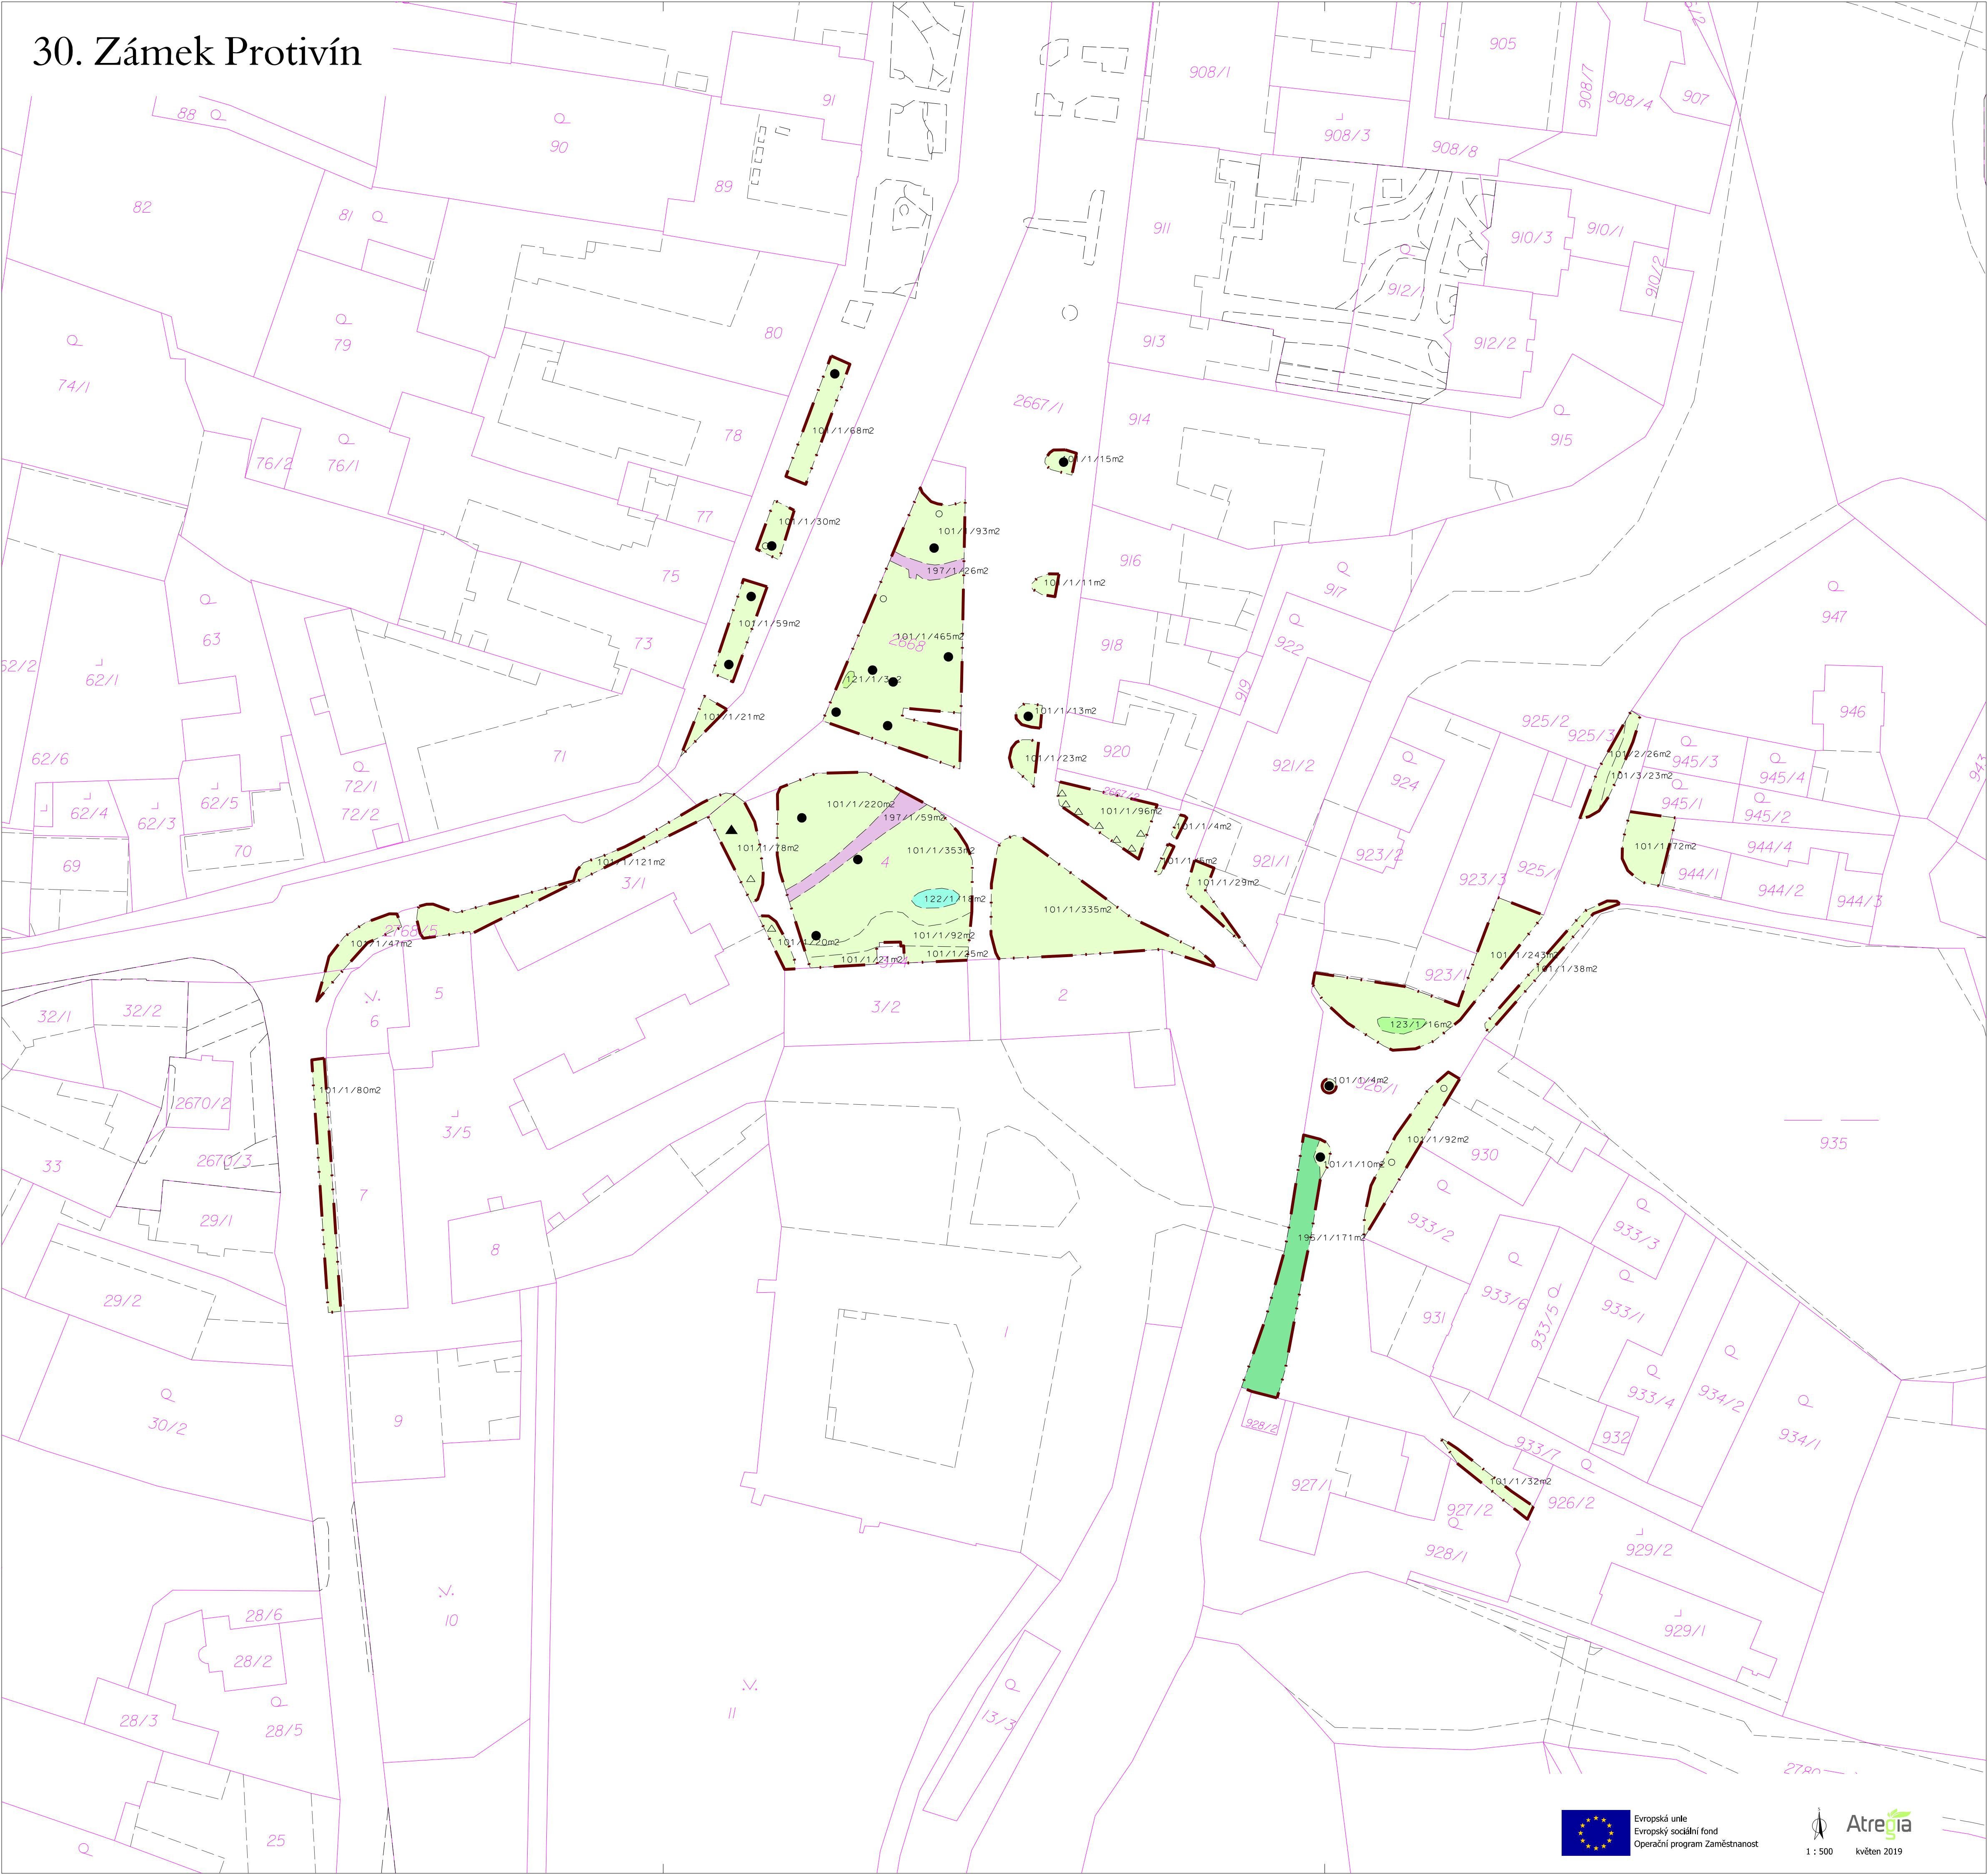 30. Zámek Protivín
88
90
91
89
82
81
79
80
74/1
76/2
76/1
78
77
75
73
63
62/2
62/1
62/6
62/4
62/3
62/5
72/1
72/2
71
69
70
908/1
905
908/7
908/4
907
908/3
908/8
911
910/3
910/1
910/2
912/1
912/2
913
914
915
2667/1
916
917
918
922
919
920
921/2
2667/2
921/1
924
923/2
925/2
925/3
923/3
925/1
923/1
947
946
945/3
945/4
945/1
945/2
944/4
944/1
944/2
944/3
943
101/1/68m2
101/1/30m2
101/1/59m2
101/1/21m2
101/1/93m2
197/1/26m2
101/1/465m2
2668
121/1/3m2
101/1/15m2
101/1/11m2
101/1/13m2
101/1/23m2
101/1/96m2
101/1/4m2
101/1/5m2
101/1/29m2
101/1/220m2
197/1/59m2
101/1/353m2
4
122/1/18m2
101/1/92m2
101/1/21m2
101/1/25m2
101/1/335m2
101/1/78m2
101/1/20m2
101/1/121m2
3/1
2768/5
101/1/47m2
101/2/26m2
101/3/23m2
101/1/72m2
101/1/243m2
101/1/38m2
123/1/16m2
101/1/4m2
926/1
101/1/92m2
101/1/10m2
195/1/171m2
101/1/32m2
101/1/80m2
32/1
32/2
5
6
3/2
2
2670/2
2670/3
33
29/1
29/2
30/2
3/5
7
8
9
10
11
1
13/3
28/6
28/2
28/3
28/5
25
930
935
933/2
933/3
933/6
933/5
933/1
931
933/4
934/2
934/1
932
933/7
928/2
927/1
927/2
926/2
928/1
929/2
929/1
Evropská unie
Evropský sociální fond
Operační program Zaměstnanost
1 : 500
Atregia
květen 2019